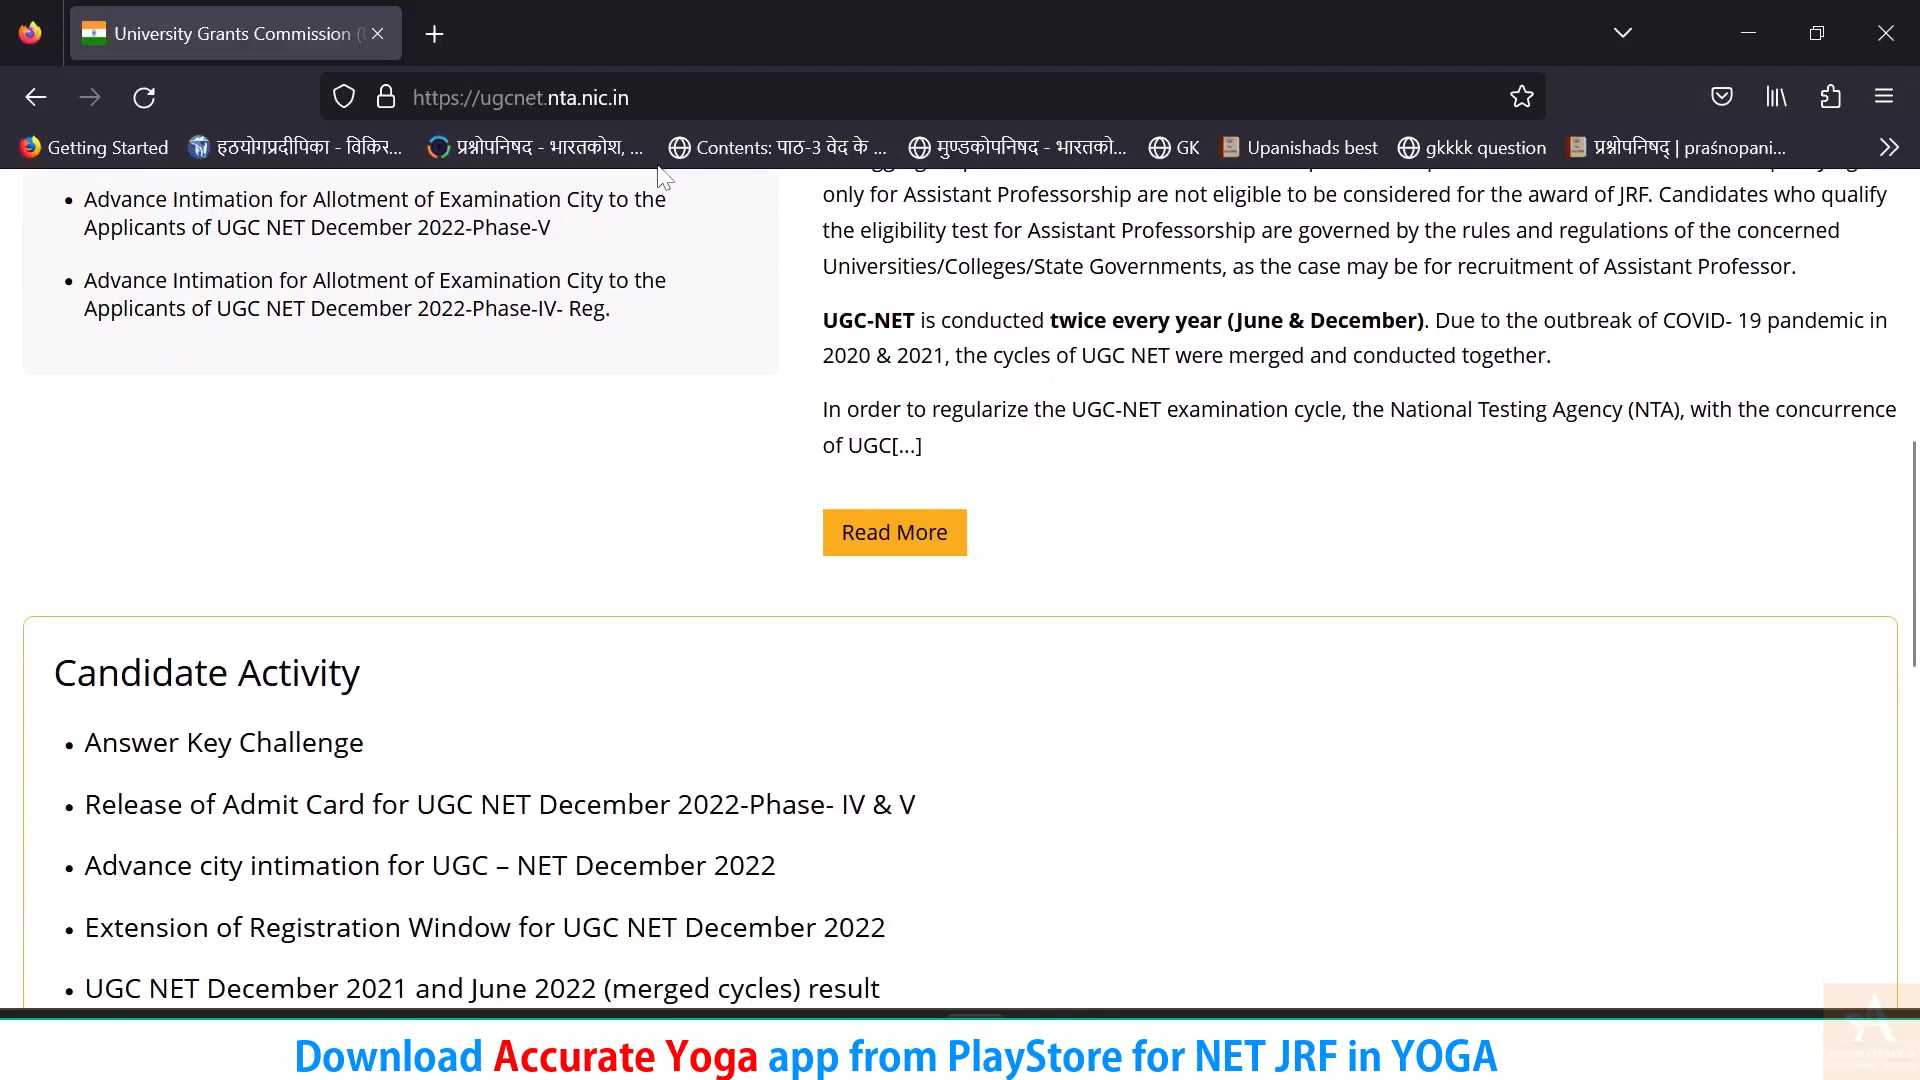 University Grants Commission (
https://ugcnet.nta.nic.in
Getting Started
हठयोगप्रदीपिका - विकिर...
प्रश्नोपनिषद - भारतकोश, ...
Contents: पाठ-3 वेद के ...
मुण्डकोपनिषद - भारतको...
GK
Upanishads best
gkkkk question
प्रश्नोपनिषद् | praśnopani...
Advance Intimation for Allotment of Examination City to the
Applicants of UGC NET December 2022-Phase-V
Advance Intimation for Allotment of Examination City to the
Applicants of UGC NET December 2022-Phase-IV- Reg.
only for Assistant Professorship are not eligible to be considered for the award of JRF. Candidates who qualify
the eligibility test for Assistant Professorship are governed by the rules and regulations of the concerned
Universities/Colleges/State Governments, as the case may be for recruitment of Assistant Professor.
UGC-NET is conducted twice every year (June & December). Due to the outbreak of COVID- 19 pandemic in
2020 & 2021, the cycles of UGC NET were merged and conducted together.
In order to regularize the UGC-NET examination cycle, the National Testing Agency (NTA), with the concurrence
of UGC[...]
Read More
Candidate Activity
Answer Key Challenge
Release of Admit Card for UGC NET December 2022-Phase- IV & V
Advance city intimation for UGC – NET December 2022
Extension of Registration Window for UGC NET December 2022
UGC NET December 2021 and June 2022 (merged cycles) result
Download Accurate Yoga app from PlayStore for NET JRF in YOGA